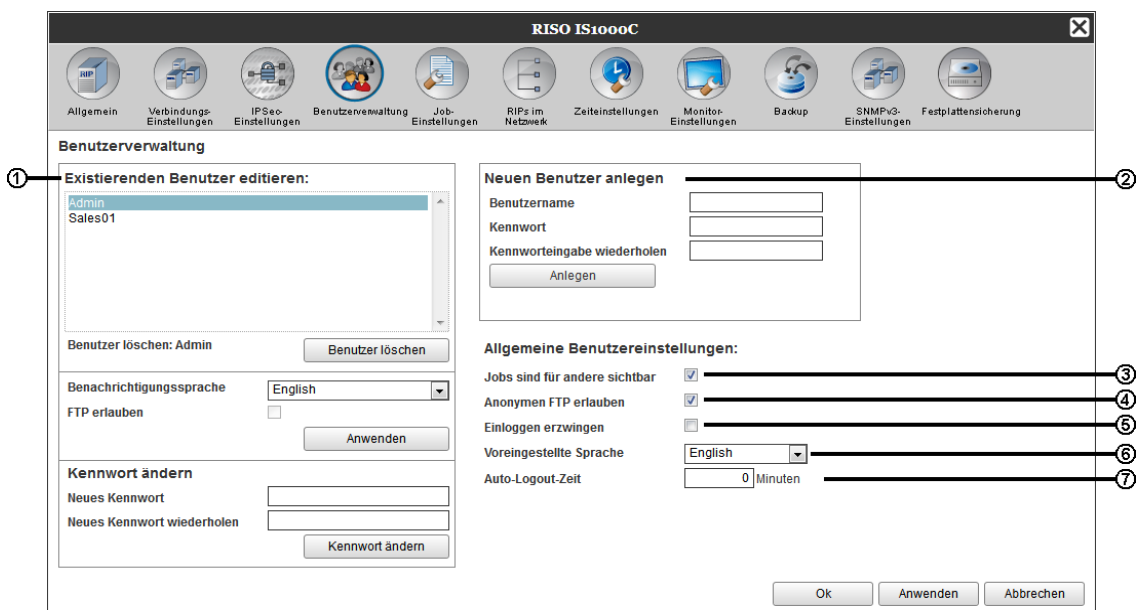 RISO IS1000C
RIP
Allgemein
Verbindungs-
Einstellungen
IPSec-
Einstellungen
Benutzerverwaltung
Job-
Einstellungen
RIPs im
Netzwerk
Zeiteinstellungen
Monitor-
Einstellungen
Backup
SNMPv3-
Einstellungen
Festplattensicherung
Benutzerverwaltung
① Existierenden Benutzer editieren:
Admin
Sales01
Benutzer löschen: Admin Benutzer löschen
Benachrichtigungssprache English
FTP erlauben
Anwenden
Kennwort ändern
Neues Kennwort
Neues Kennwort wiederholen
Kennwort ändern
Neuen Benutzer anlegen ②
Benutzername
Kennwort
Kennworteingabe wiederholen
Anlegen
Allgemeine Benutzereinstellungen:
Jobs sind für andere sichtbar ③
Anonymen FTP erlauben ④
Einloggen erzwingen ⑤
Voreingestellte Sprache English ⑥
Auto-Logout-Zeit 0 Minuten ⑦
Ok Anwenden Abbrechen